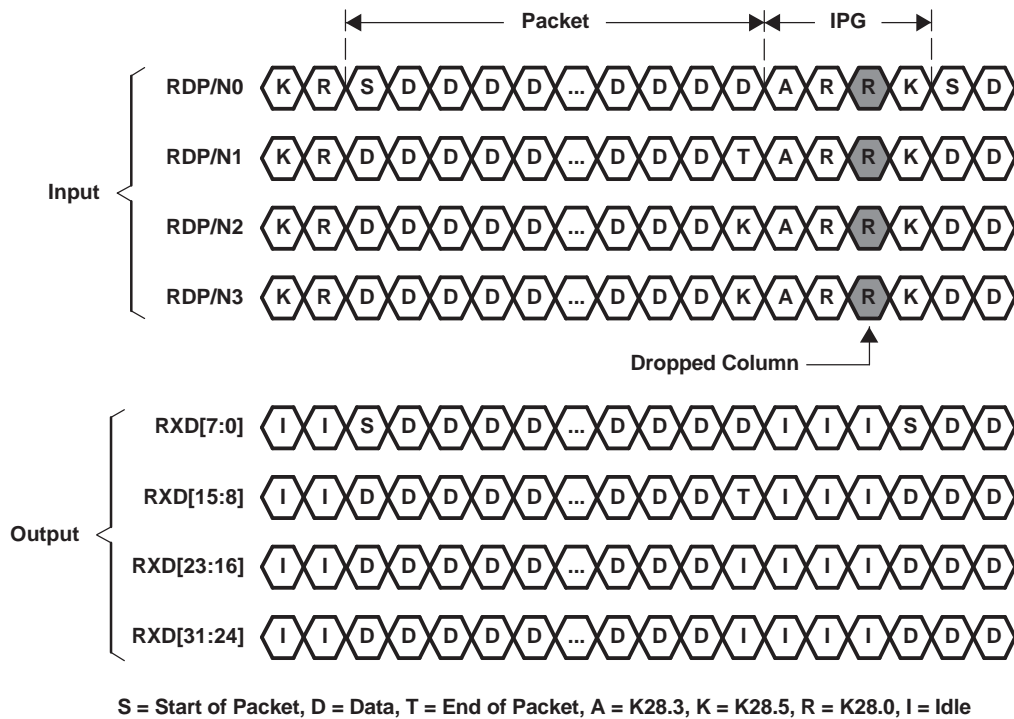 Packet IPG
RDP/N0 K R S D D D D ... D D D D A R R K S D
RDP/N1 K R D D D D D ... D D D T A R R K D D
Input
RDP/N2 K R D D D D D ... D D D K A R R K D D
RDP/N3 K R D D D D D ... D D D K A R R K D D
Dropped Column
RXD[7:0] I I S D D D D ... D D D D I I I S D D
RXD[15:8] I I D D D D D ... D D D T I I I D D D
Output
RXD[23:16] I I D D D D D ... D D D I I I I D D D
RXD[31:24] I I D D D D D ... D D D I I I I D D D
S = Start of Packet, D = Data, T = End of Packet, A = K28.3, K = K28.5, R = K28.0, I = Idle